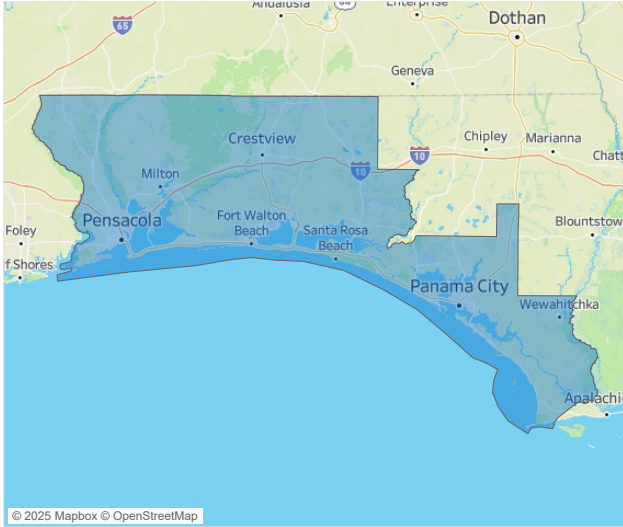 Andalusia
84
Enterprise
65
Dothan
Geneva
Crestview
10
Chipley
Marianna
Chatt
10
Milton
Pensacola
Fort Walton
Beach
Santa Rosa
Beach
Blountstow
Foley
f Shores
Panama City
Wewahitchka
Apalachi
© 2025 Mapbox © OpenStreetMap